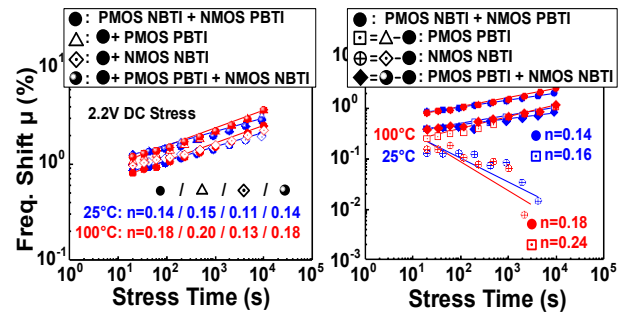 ●: PMOS NBTI + NMOS PBTI
△: ●+ PMOS PBTI
◇: ●+ NMOS NBTI
◕: ●+ PMOS PBTI + NMOS NBTI
2.2V DC Stress
● / △ / ◇ / ◕
25°C: n=0.14 / 0.15 / 0.11 / 0.14
100°C: n=0.18 / 0.20 / 0.13 / 0.18
Freq. Shift μ (%)
10¹
10⁰
10⁻¹
10⁰ 10¹ 10² 10³ 10⁴ 10⁵
Stress Time (s)
●: PMOS NBTI + NMOS PBTI
⊡=△-●: PMOS PBTI
⊕=◇-●: NMOS NBTI
◆=◕-●: PMOS PBTI + NMOS NBTI
10⁰
10⁻¹
10⁻²
10⁻³
100°C
25°C
● n=0.14
⊡ n=0.16
● n=0.18
⊡ n=0.24
10⁰ 10¹ 10² 10³ 10⁴ 10⁵
Stress Time (s)